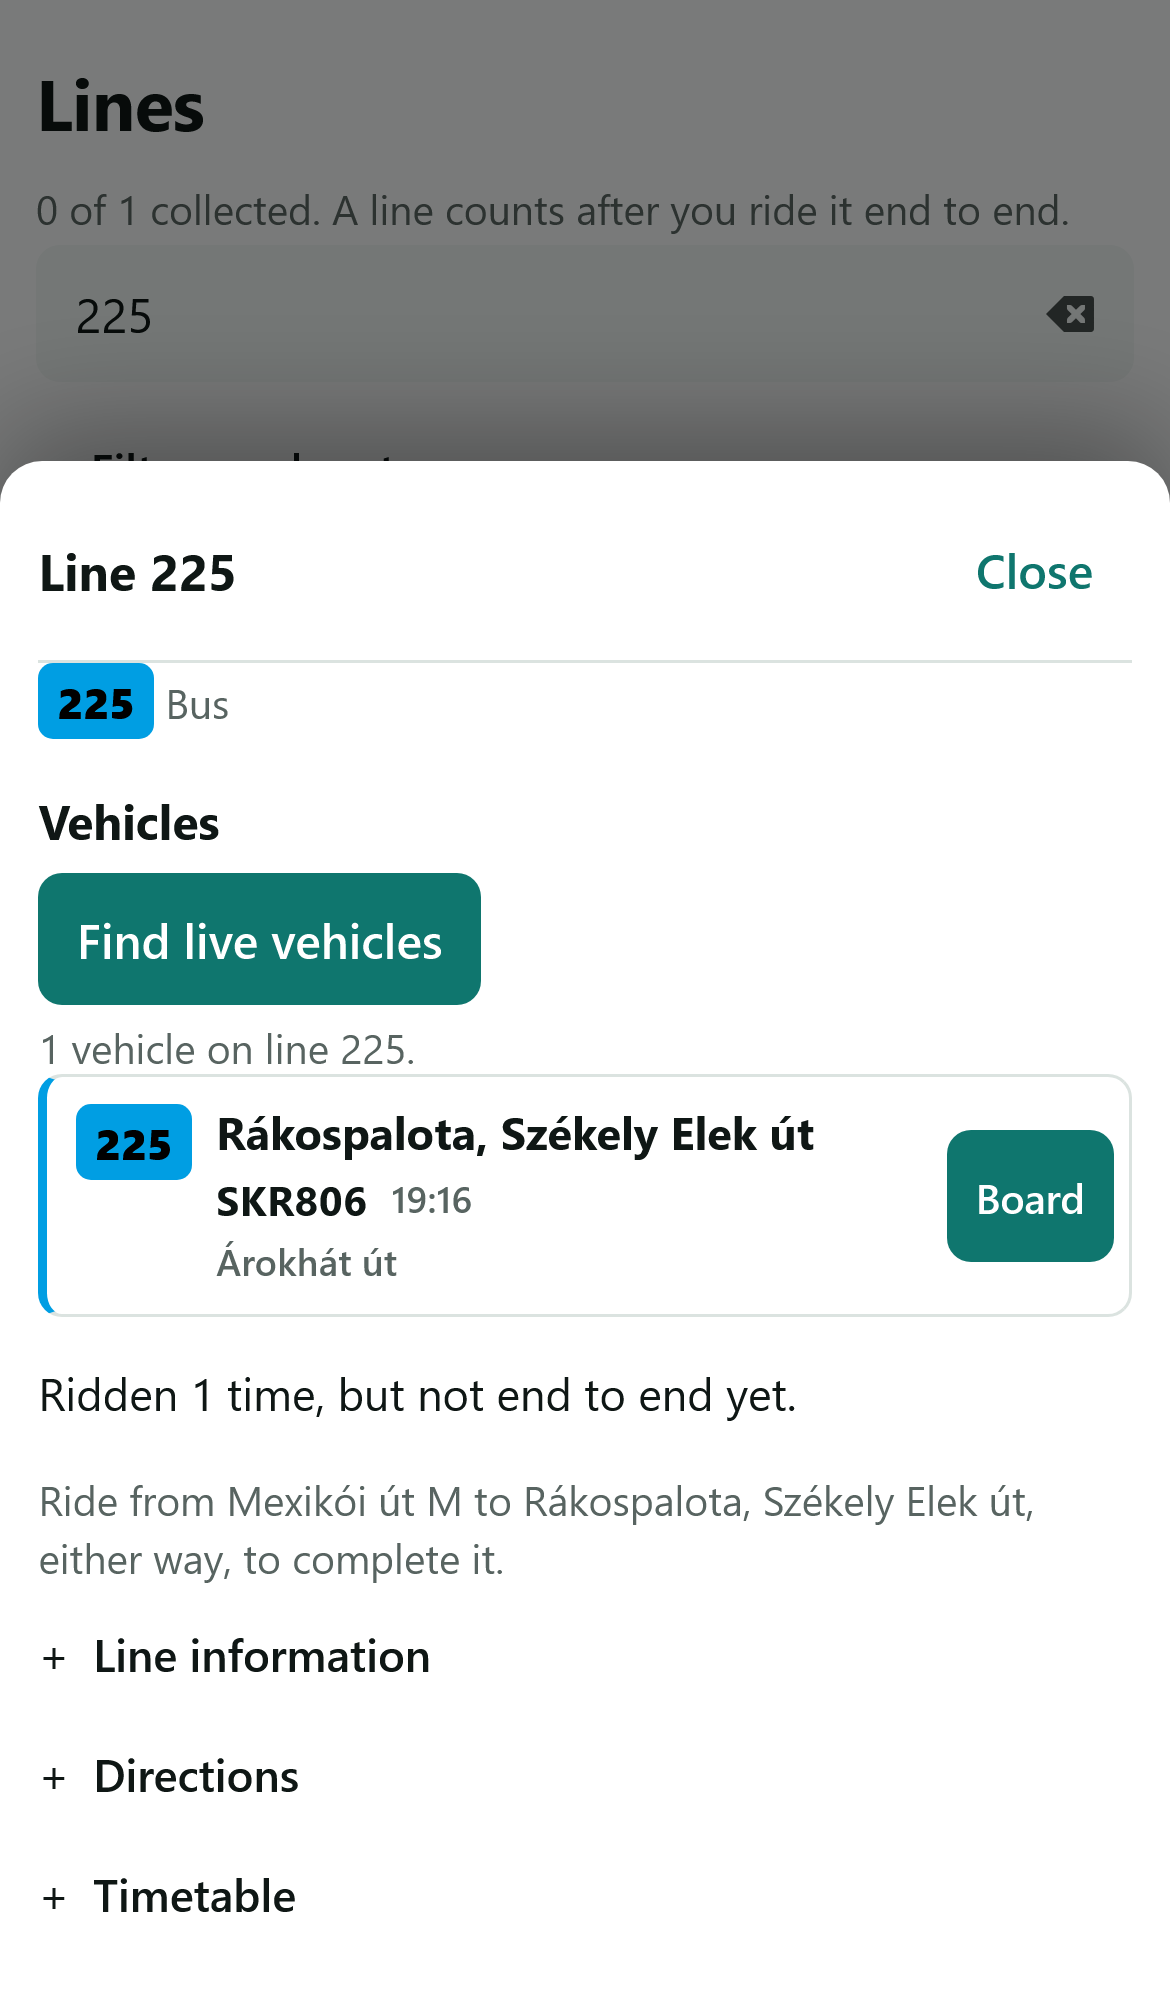 Lines
0 of 1 collected. A line counts after you ride it end to end.
225
Line 225
Close
225 Bus
Vehicles
Find live vehicles
1 vehicle on line 225.
225
Rákospalota, Székely Elek út
SKR806 19:16
Árokhát út
Board
Ridden 1 time, but not end to end yet.
Ride from Mexikói út M to Rákospalota, Székely Elek út,
either way, to complete it.
+ Line information
+ Directions
+ Timetable